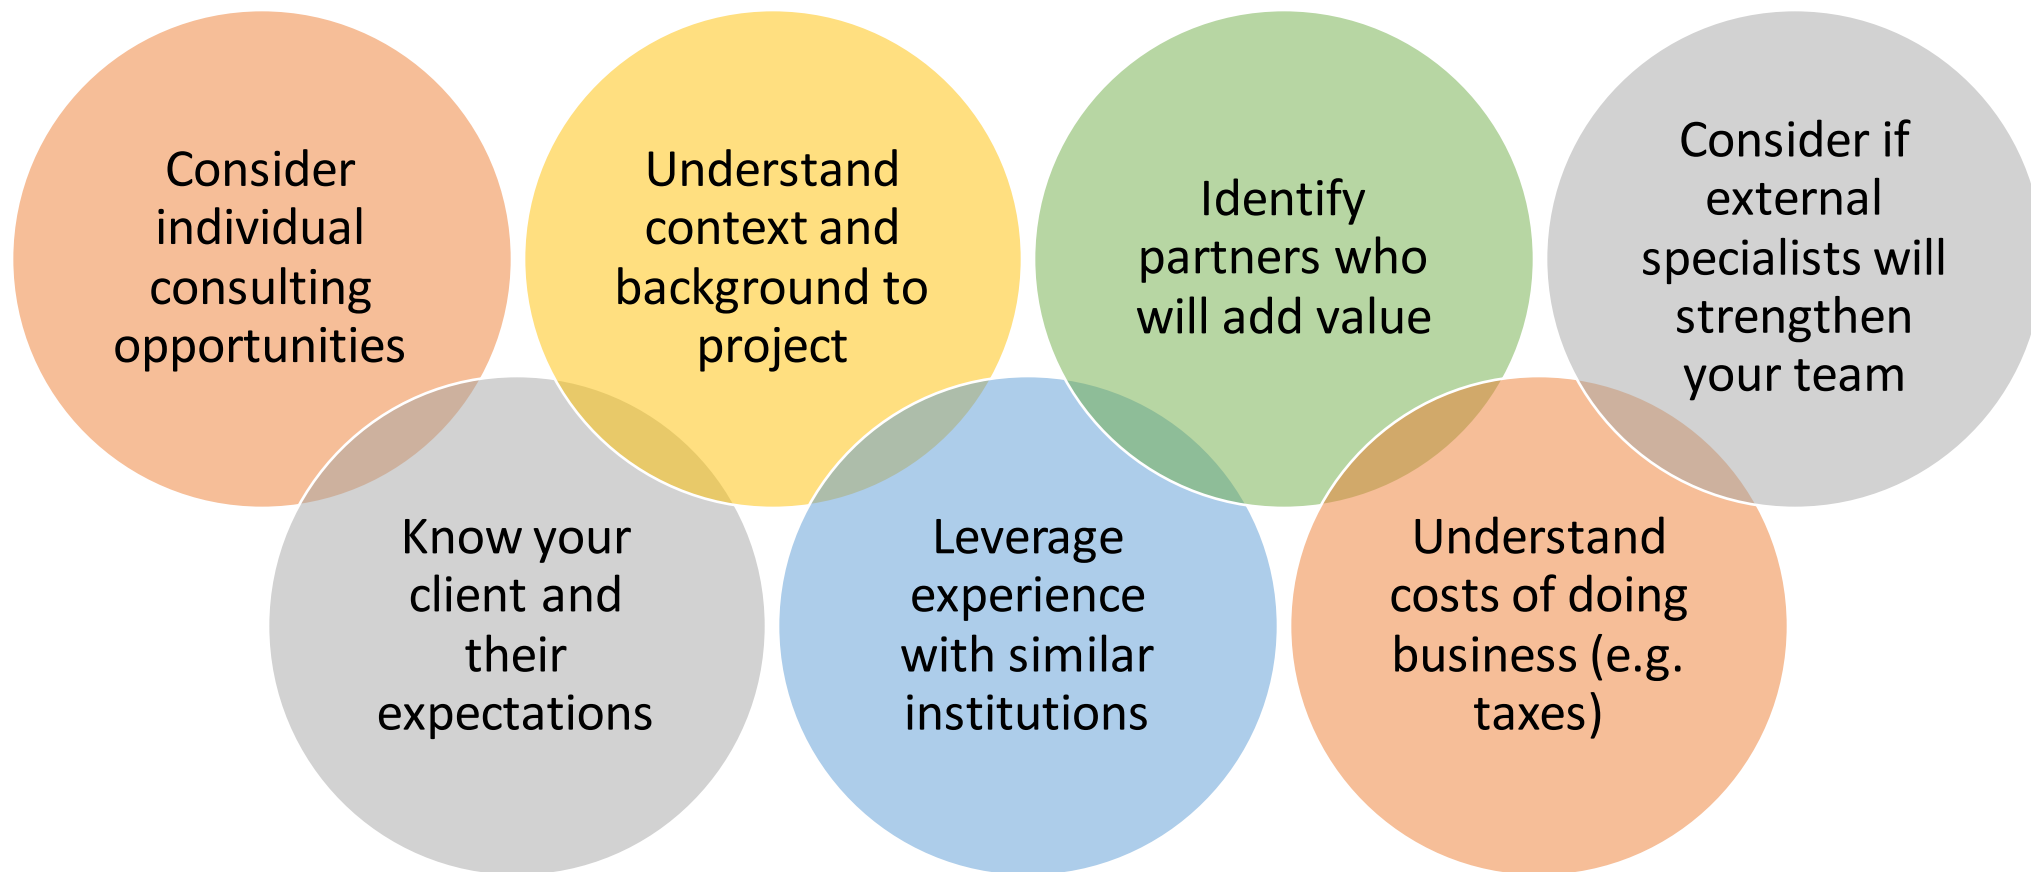 Consider
individual
consulting
opportunities
Know your
client and
their
expectations
Understand
context and
background to
project
Leverage
experience
with similar
institutions
Identify
partners who
will add value
Understand
costs of doing
business (e.g.
taxes)
Consider if
external
specialists will
strengthen
your team